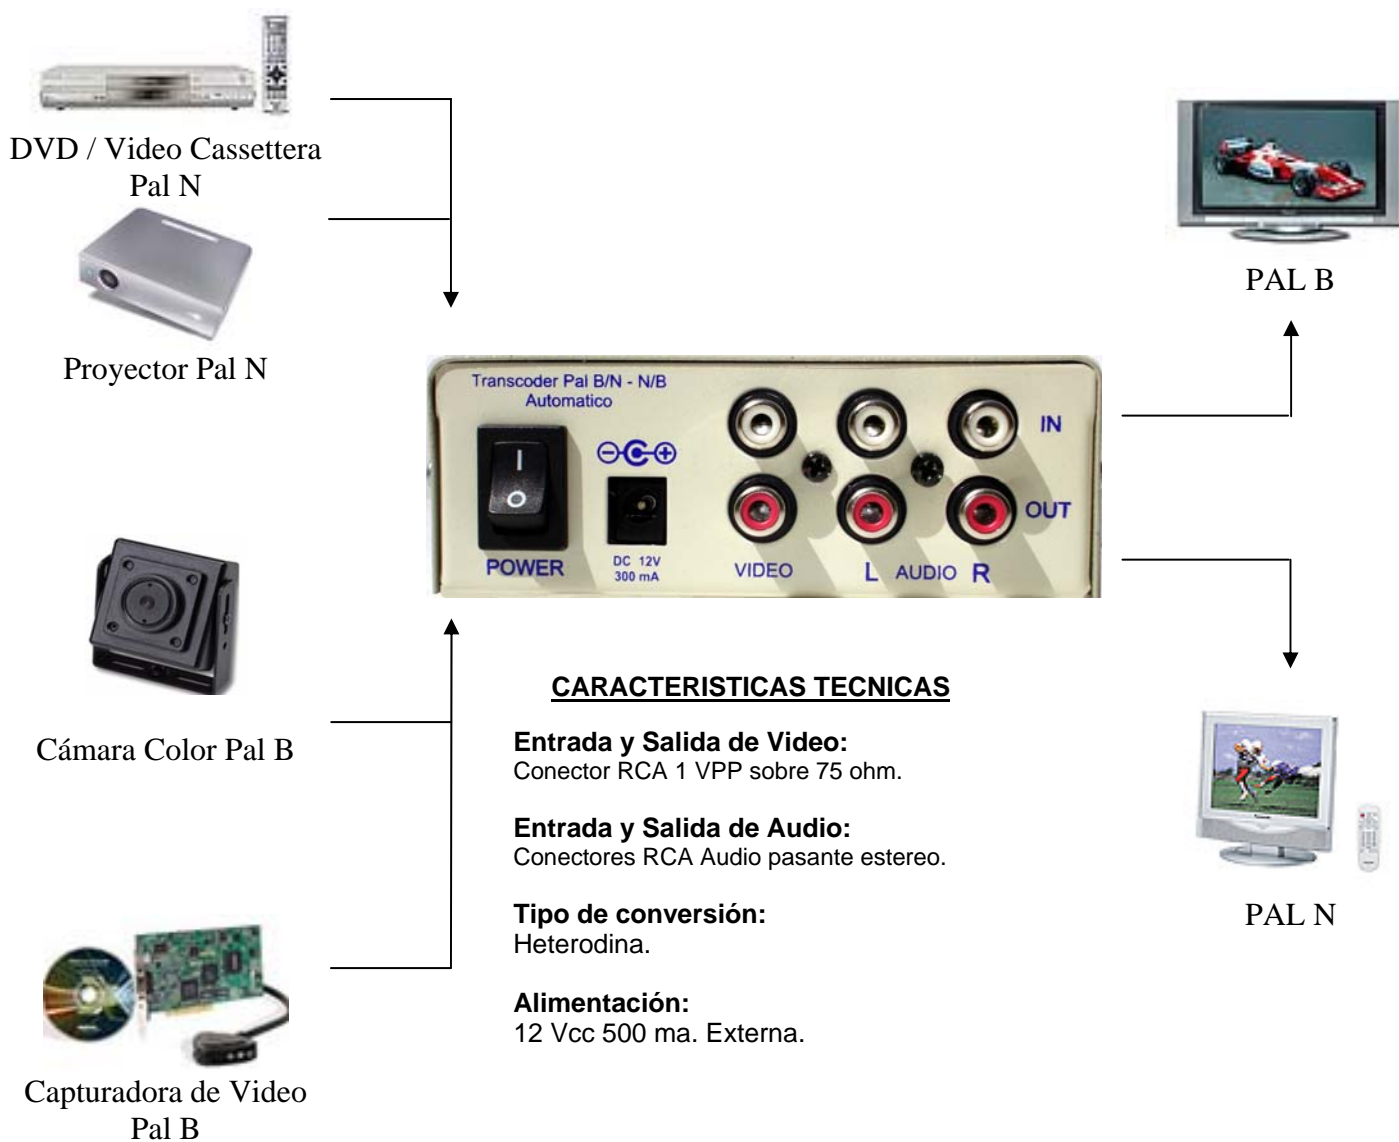 DVD / Video Cassettera
Pal N
Proyector Pal N
Cámara Color Pal B
Capturadora de Video
Pal B
Transcoder Pal B/N - N/B
Automatico
I
O
POWER
DC 12V
300 mA
VIDEO
L AUDIO R
IN
OUT
PAL B
PAL N
CARACTERISTICAS TECNICAS
Entrada y Salida de Video:
Conector RCA 1 VPP sobre 75 ohm.
Entrada y Salida de Audio:
Conectores RCA Audio pasante estereo.
Tipo de conversión:
Heterodina.
Alimentación:
12 Vcc 500 ma. Externa.